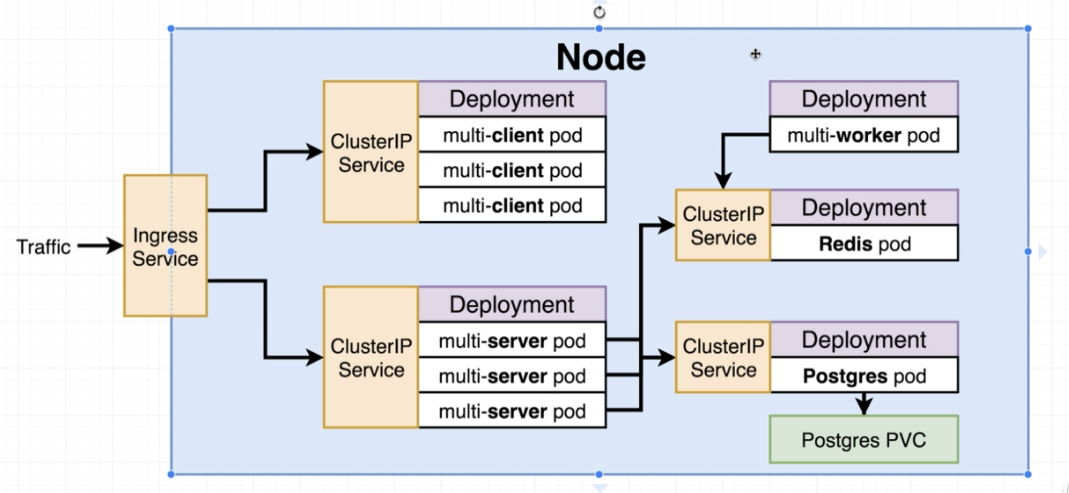 Node
Traffic
Ingress
Service
ClusterIP
Service
Deployment
multi-client pod
multi-client pod
multi-client pod
ClusterIP
Service
Deployment
multi-server pod
multi-server pod
multi-server pod
Deployment
multi-worker pod
ClusterIP
Service
Deployment
Redis pod
ClusterIP
Service
Deployment
Postgres pod
Postgres PVC